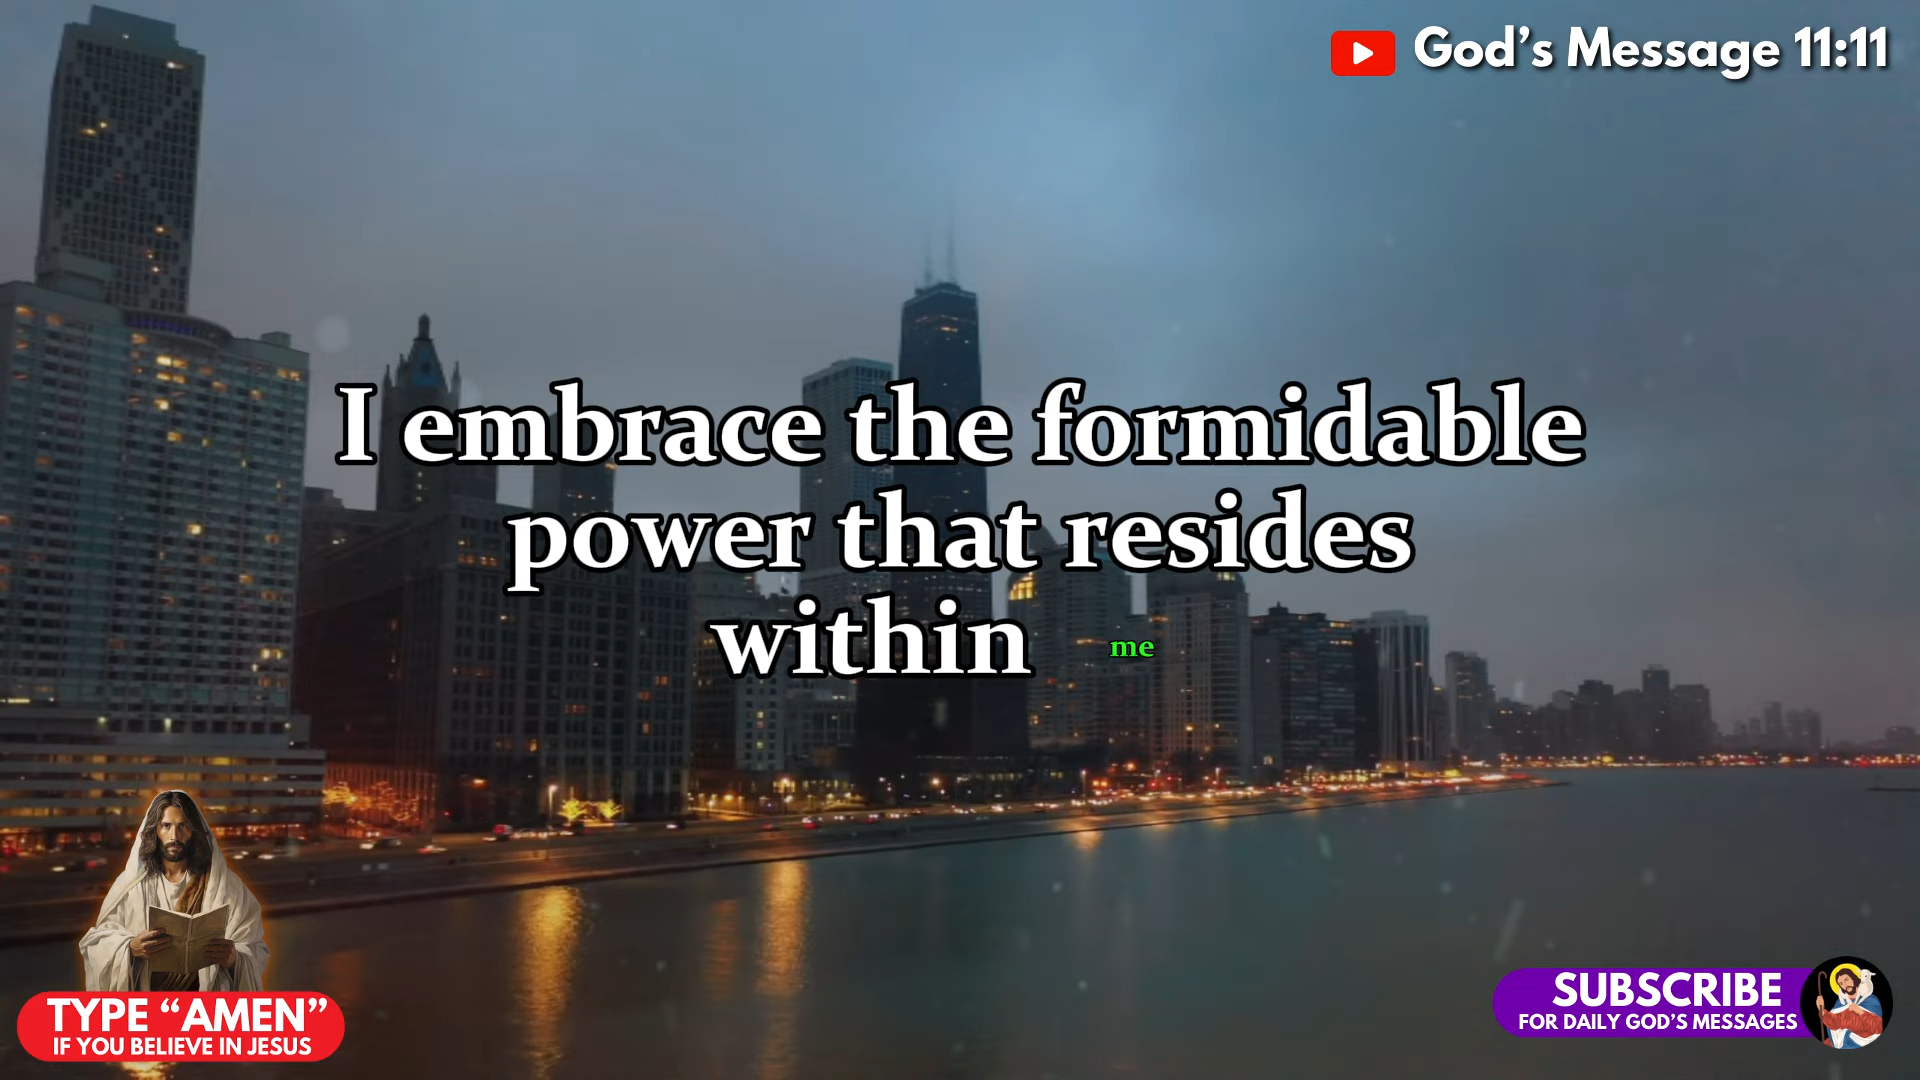 God’s Message 11:11
I embrace the formidable
power that resides
within me
TYPE “AMEN”
IF YOU BELIEVE IN JESUS
SUBSCRIBE
FOR DAILY GOD’S MESSAGES